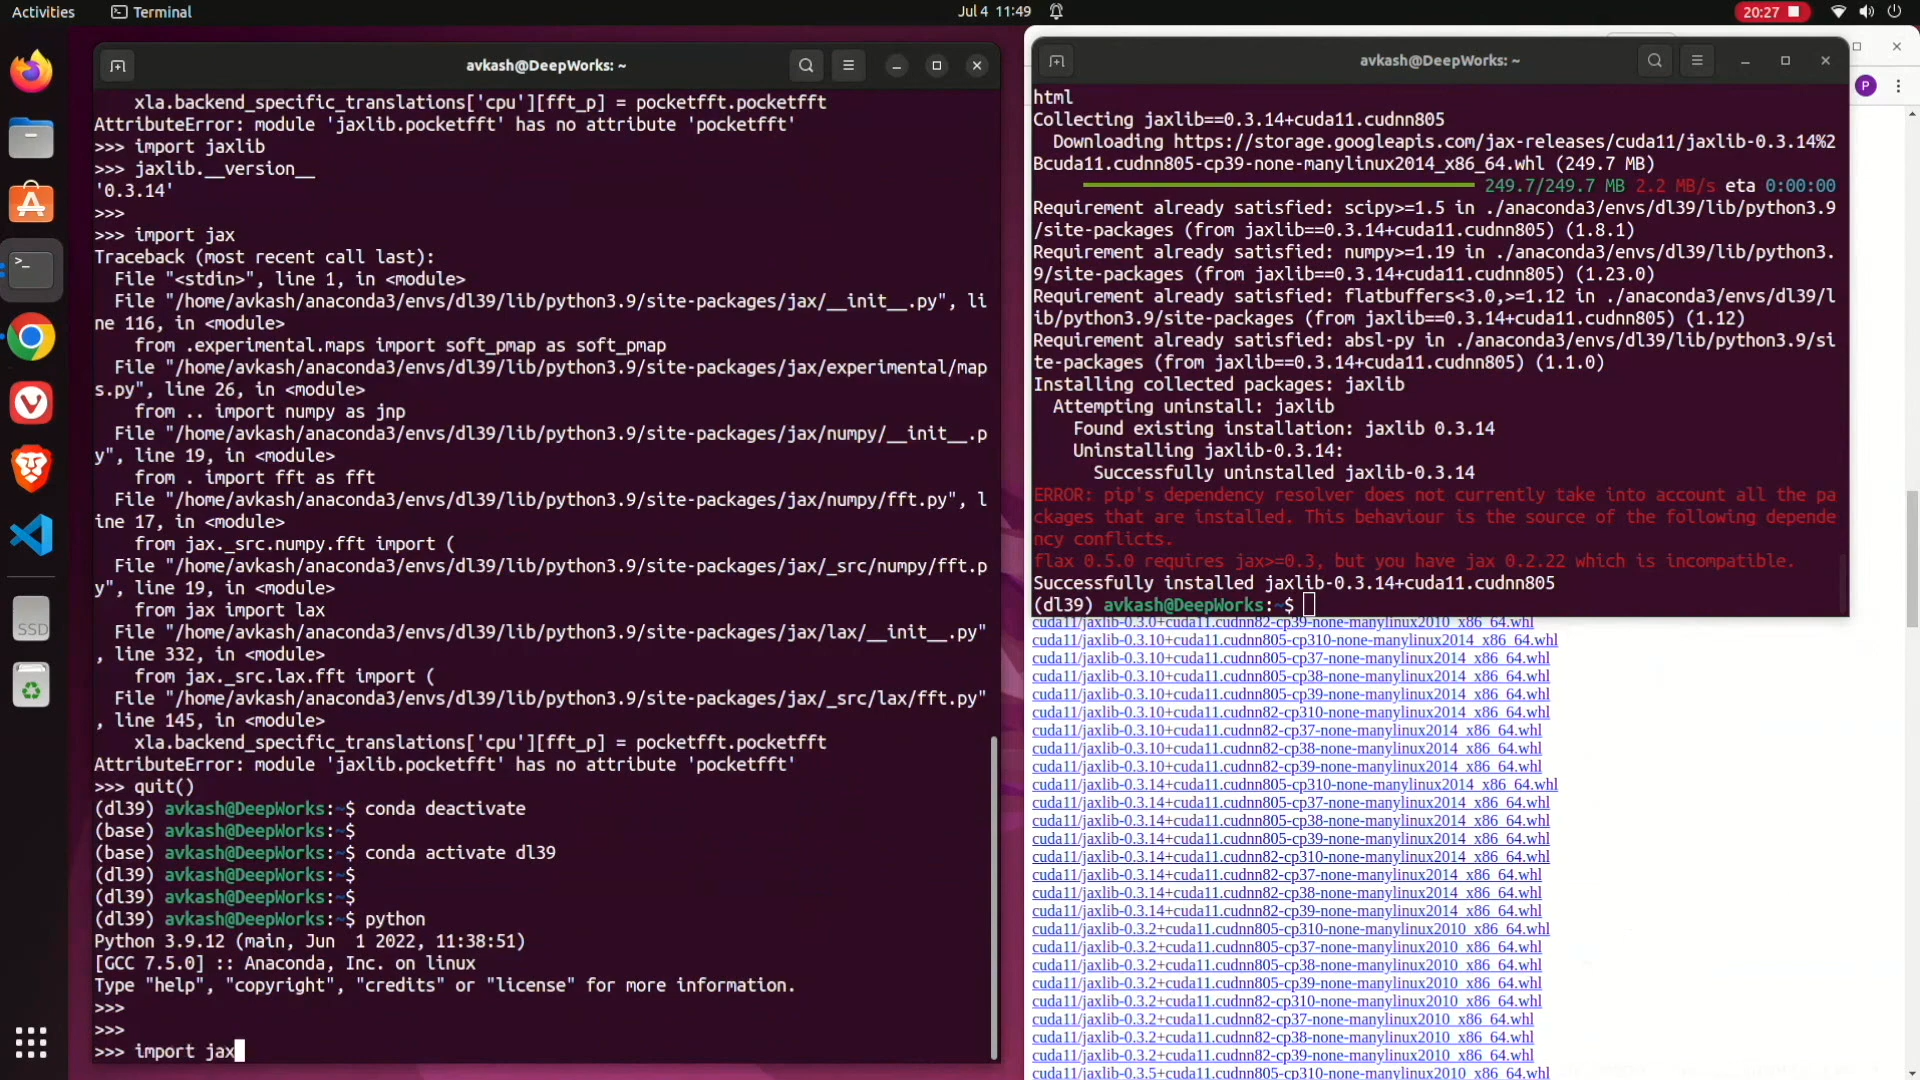 Activities
Terminal
Jul 4 11:49
20:27
avkash@DeepWorks: ~
xla.backend_specific_translations['cpu'][fft_p] = pocketfft.pocketfft
AttributeError: module 'jaxlib.pocketfft' has no attribute 'pocketfft'
>>> import jaxlib
>>> jaxlib.__version__
'0.3.14'
>>>
>>> import jax
Traceback (most recent call last):
File "<stdin>", line 1, in <module>
File "/home/avkash/anaconda3/envs/dl39/lib/python3.9/site-packages/jax/__init__.py", li
ne 116, in <module>
from .experimental.maps import soft_pmap as soft_pmap
File "/home/avkash/anaconda3/envs/dl39/lib/python3.9/site-packages/jax/experimental/map
s.py", line 26, in <module>
from .. import numpy as jnp
File "/home/avkash/anaconda3/envs/dl39/lib/python3.9/site-packages/jax/numpy/__init__.p
y", line 19, in <module>
from . import fft as fft
File "/home/avkash/anaconda3/envs/dl39/lib/python3.9/site-packages/jax/numpy/fft.py", l
ine 17, in <module>
from jax._src.numpy.fft import (
File "/home/avkash/anaconda3/envs/dl39/lib/python3.9/site-packages/jax/_src/numpy/fft.p
y", line 19, in <module>
from jax import lax
File "/home/avkash/anaconda3/envs/dl39/lib/python3.9/site-packages/jax/lax/__init__.py"
, line 332, in <module>
from jax._src.lax.fft import (
File "/home/avkash/anaconda3/envs/dl39/lib/python3.9/site-packages/jax/_src/lax/fft.py"
, line 145, in <module>
xla.backend_specific_translations['cpu'][fft_p] = pocketfft.pocketfft
AttributeError: module 'jaxlib.pocketfft' has no attribute 'pocketfft'
>>> quit()
(dl39) avkash@DeepWorks:~$ conda deactivate
(base) avkash@DeepWorks:~$
(base) avkash@DeepWorks:~$ conda activate dl39
(dl39) avkash@DeepWorks:~$
(dl39) avkash@DeepWorks:~$
(dl39) avkash@DeepWorks:~$ python
Python 3.9.12 (main, Jun  1 2022, 11:38:51)
[GCC 7.5.0] :: Anaconda, Inc. on linux
Type "help", "copyright", "credits" or "license" for more information.
>>>
>>>
>>> import jax
avkash@DeepWorks: ~
P
html
Collecting jaxlib==0.3.14+cuda11.cudnn805
Downloading https://storage.googleapis.com/jax-releases/cuda11/jaxlib-0.3.14%2
Bcuda11.cudnn805-cp39-none-manylinux2014_x86_64.whl (249.7 MB)
249.7/249.7 MB 2.2 MB/s eta 0:00:00
Requirement already satisfied: scipy>=1.5 in ./anaconda3/envs/dl39/lib/python3.9
/site-packages (from jaxlib==0.3.14+cuda11.cudnn805) (1.8.1)
Requirement already satisfied: numpy>=1.19 in ./anaconda3/envs/dl39/lib/python3.
9/site-packages (from jaxlib==0.3.14+cuda11.cudnn805) (1.23.0)
Requirement already satisfied: flatbuffers<3.0,>=1.12 in ./anaconda3/envs/dl39/l
ib/python3.9/site-packages (from jaxlib==0.3.14+cuda11.cudnn805) (1.12)
Requirement already satisfied: absl-py in ./anaconda3/envs/dl39/lib/python3.9/si
te-packages (from jaxlib==0.3.14+cuda11.cudnn805) (1.1.0)
Installing collected packages: jaxlib
Attempting uninstall: jaxlib
Found existing installation: jaxlib 0.3.14
Uninstalling jaxlib-0.3.14:
Successfully uninstalled jaxlib-0.3.14
ERROR: pip's dependency resolver does not currently take into account all the pa
ckages that are installed. This behaviour is the source of the following depende
ncy conflicts.
flax 0.5.0 requires jax>=0.3, but you have jax 0.2.22 which is incompatible.
Successfully installed jaxlib-0.3.14+cuda11.cudnn805
(dl39) avkash@DeepWorks:~$
cuda11/jaxlib-0.3.0+cuda11.cudnn82-cp39-none-manylinux2010_x86_64.whl
cuda11/jaxlib-0.3.10+cuda11.cudnn805-cp310-none-manylinux2014_x86_64.whl
cuda11/jaxlib-0.3.10+cuda11.cudnn805-cp37-none-manylinux2014_x86_64.whl
cuda11/jaxlib-0.3.10+cuda11.cudnn805-cp38-none-manylinux2014_x86_64.whl
cuda11/jaxlib-0.3.10+cuda11.cudnn805-cp39-none-manylinux2014_x86_64.whl
cuda11/jaxlib-0.3.10+cuda11.cudnn82-cp310-none-manylinux2014_x86_64.whl
cuda11/jaxlib-0.3.10+cuda11.cudnn82-cp37-none-manylinux2014_x86_64.whl
cuda11/jaxlib-0.3.10+cuda11.cudnn82-cp38-none-manylinux2014_x86_64.whl
cuda11/jaxlib-0.3.10+cuda11.cudnn82-cp39-none-manylinux2014_x86_64.whl
cuda11/jaxlib-0.3.14+cuda11.cudnn805-cp310-none-manylinux2014_x86_64.whl
cuda11/jaxlib-0.3.14+cuda11.cudnn805-cp37-none-manylinux2014_x86_64.whl
cuda11/jaxlib-0.3.14+cuda11.cudnn805-cp38-none-manylinux2014_x86_64.whl
cuda11/jaxlib-0.3.14+cuda11.cudnn805-cp39-none-manylinux2014_x86_64.whl
cuda11/jaxlib-0.3.14+cuda11.cudnn82-cp310-none-manylinux2014_x86_64.whl
cuda11/jaxlib-0.3.14+cuda11.cudnn82-cp37-none-manylinux2014_x86_64.whl
cuda11/jaxlib-0.3.14+cuda11.cudnn82-cp38-none-manylinux2014_x86_64.whl
cuda11/jaxlib-0.3.14+cuda11.cudnn82-cp39-none-manylinux2014_x86_64.whl
cuda11/jaxlib-0.3.2+cuda11.cudnn805-cp310-none-manylinux2010_x86_64.whl
cuda11/jaxlib-0.3.2+cuda11.cudnn805-cp37-none-manylinux2010_x86_64.whl
cuda11/jaxlib-0.3.2+cuda11.cudnn805-cp38-none-manylinux2010_x86_64.whl
cuda11/jaxlib-0.3.2+cuda11.cudnn805-cp39-none-manylinux2010_x86_64.whl
cuda11/jaxlib-0.3.2+cuda11.cudnn82-cp310-none-manylinux2010_x86_64.whl
cuda11/jaxlib-0.3.2+cuda11.cudnn82-cp37-none-manylinux2010_x86_64.whl
cuda11/jaxlib-0.3.2+cuda11.cudnn82-cp38-none-manylinux2010_x86_64.whl
cuda11/jaxlib-0.3.2+cuda11.cudnn82-cp39-none-manylinux2010_x86_64.whl
cuda11/jaxlib-0.3.5+cuda11.cudnn805-cp310-none-manylinux2014_x86_64.whl
SSD